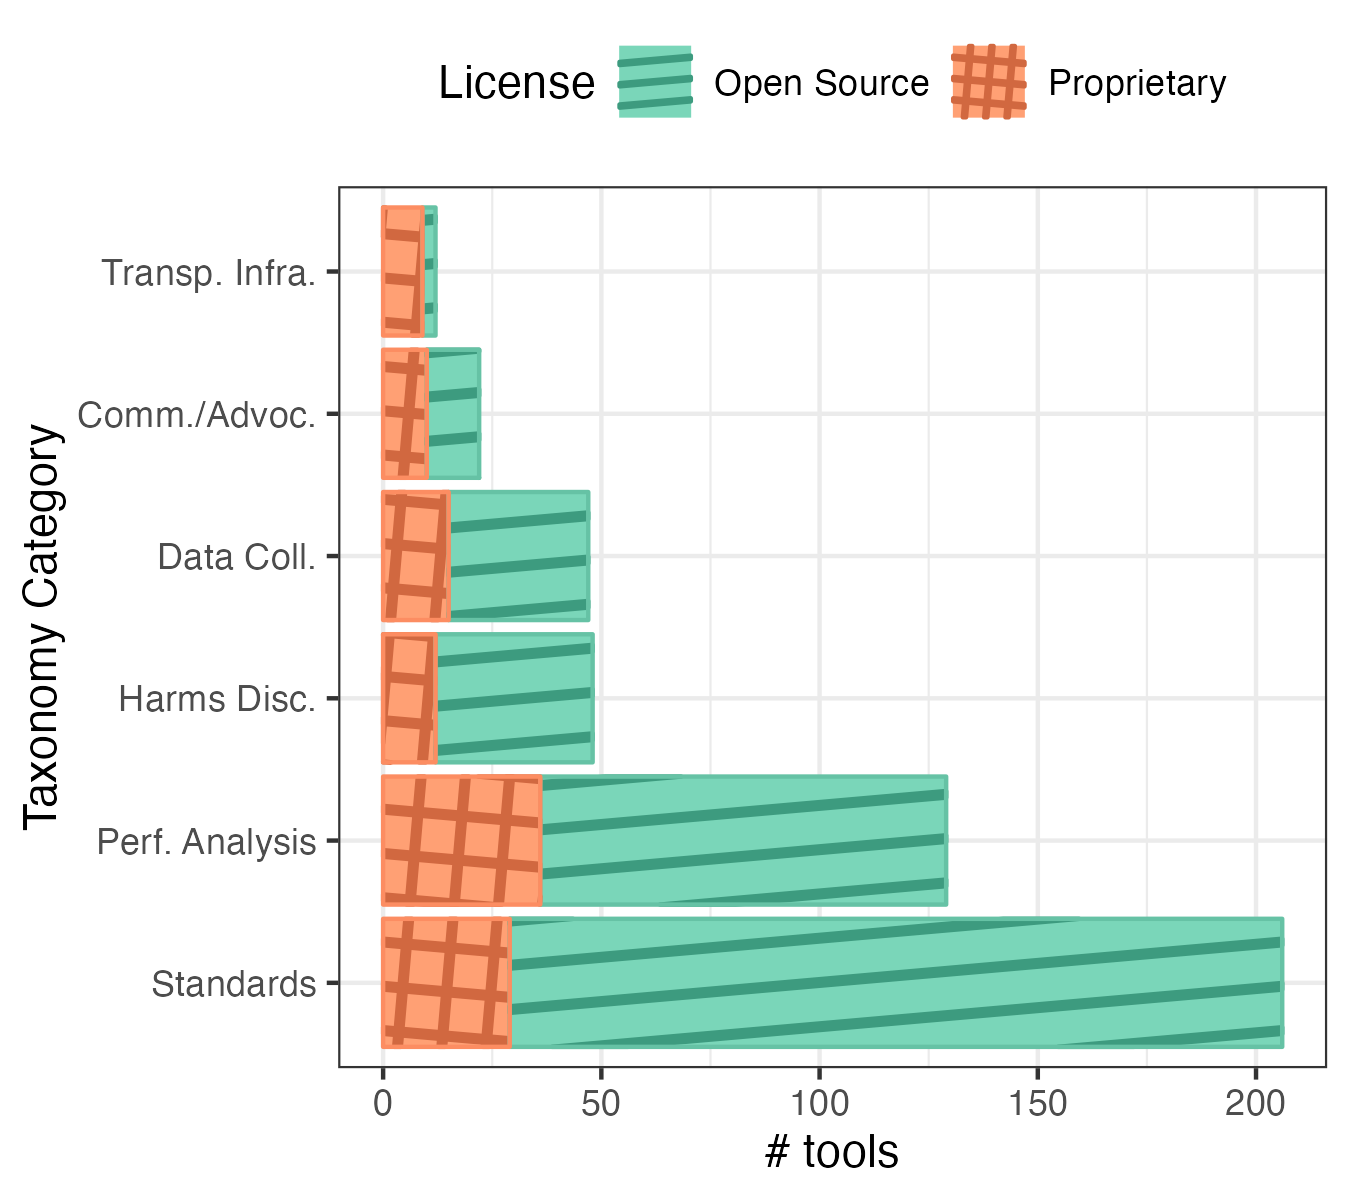 License Open Source Proprietary
Transp. Infra.
Comm./Advoc.
Data Coll.
Harms Disc.
Perf. Analysis
Standards
Taxonomy Category
0 50 100 150 200
# tools